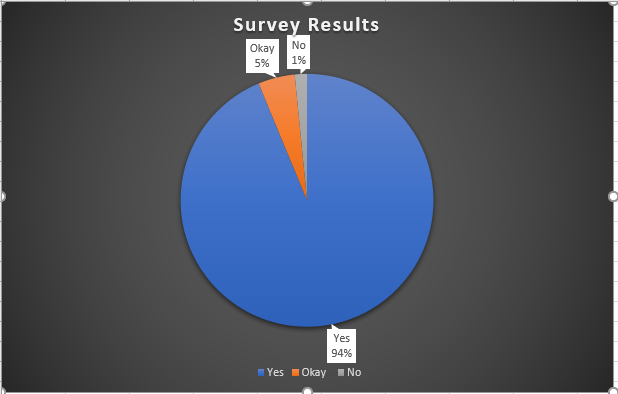 Survey Results
Okay
5%
No
1%
Yes
94%
Yes Okay No